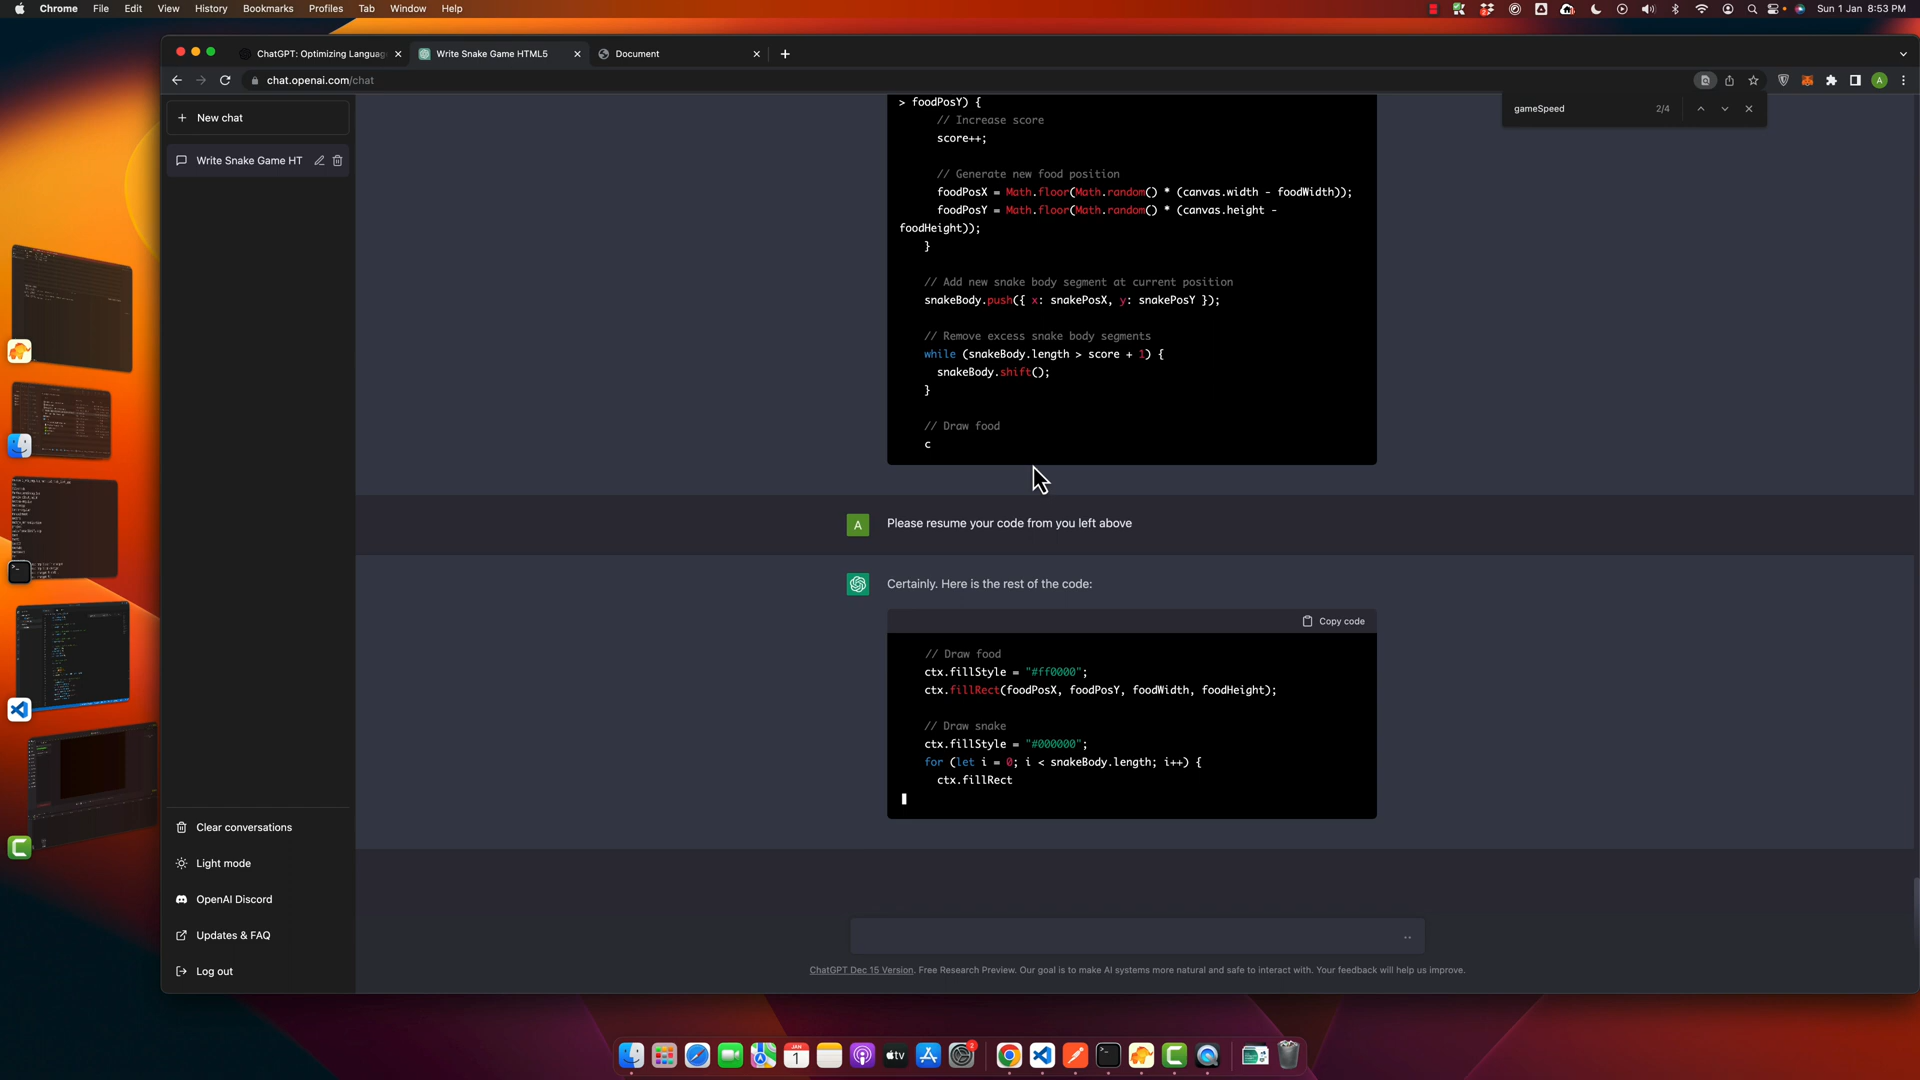 Chrome File Edit View History Bookmarks Profiles Tab Window Help
Sun 1 Jan 8:53 PM
ChatGPT: Optimizing Languag
Write Snake Game HTML5
Document
chat.openai.com/chat
A
gameSpeed 2/4
New chat
Write Snake Game HT
> foodPosY) {
// Increase score
score++;
// Generate new food position
foodPosX = Math.floor(Math.random() * (canvas.width - foodWidth));
foodPosY = Math.floor(Math.random() * (canvas.height -
foodHeight));
}
// Add new snake body segment at current position
snakeBody.push({ x: snakePosX, y: snakePosY });
// Remove excess snake body segments
while (snakeBody.length > score + 1) {
snakeBody.shift();
}
// Draw food
c
A Please resume your code from you left above
Certainly. Here is the rest of the code:
Copy code
// Draw food
ctx.fillStyle = "#ff0000";
ctx.fillRect(foodPosX, foodPosY, foodWidth, foodHeight);
// Draw snake
ctx.fillStyle = "#000000";
for (let i = 0; i < snakeBody.length; i++) {
ctx.fillRect
Clear conversations
Light mode
OpenAI Discord
Updates & FAQ
Log out
..
ChatGPT Dec 15 Version. Free Research Preview. Our goal is to make AI systems more natural and safe to interact with. Your feedback will help us improve.
JAN
1
tv
2